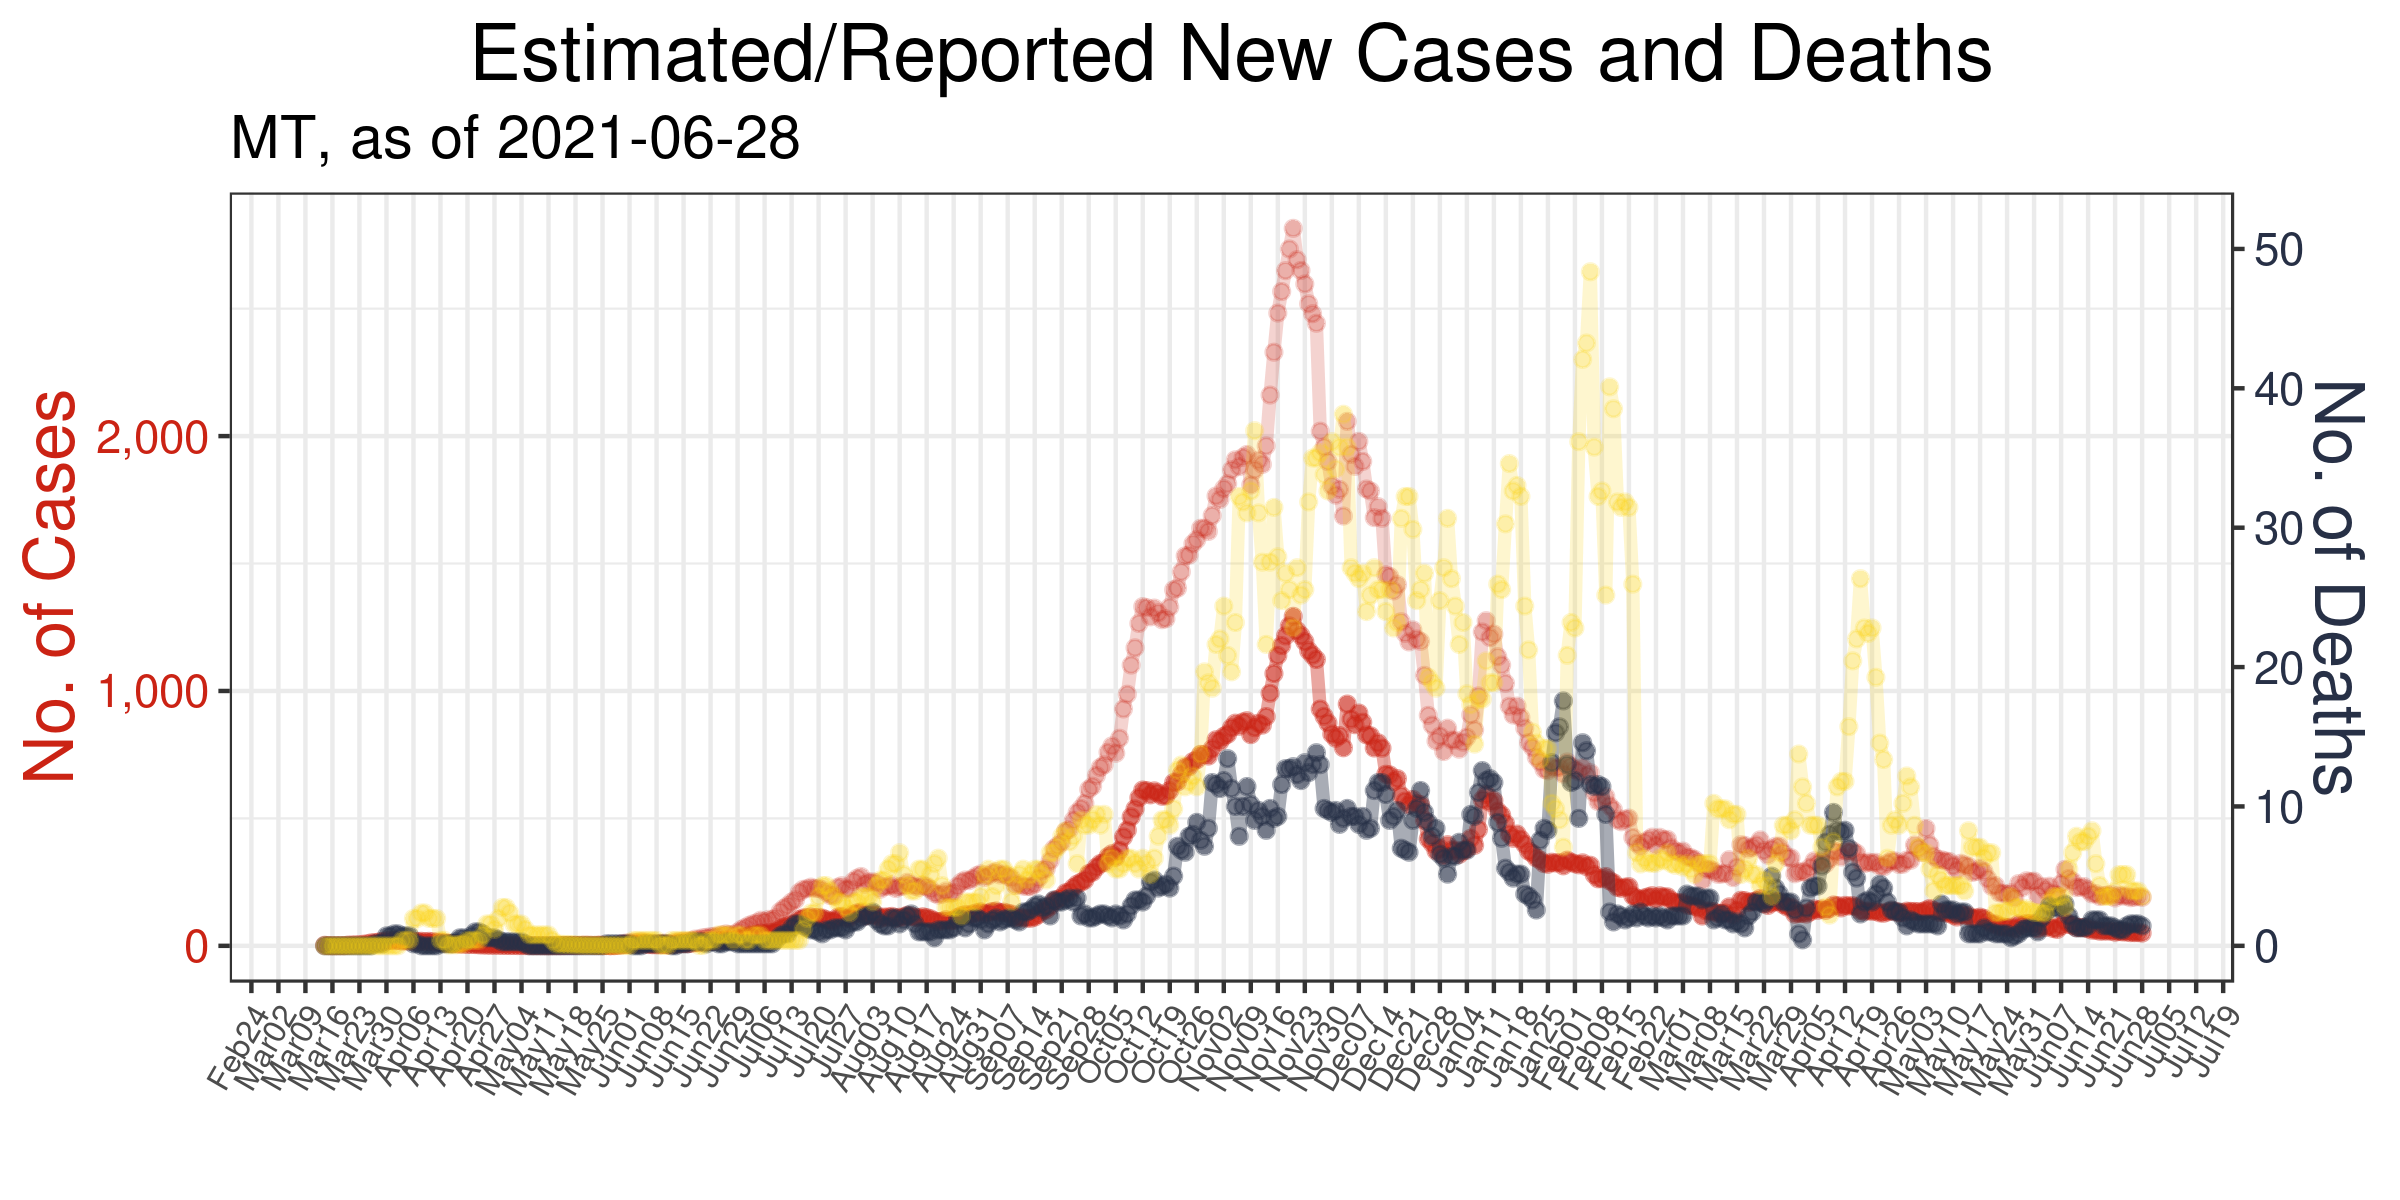 Estimated/Reported New Cases and Deaths
MT, as of 2021-06-28
No. of Cases
2,000
1,000
0
50
40
30
20
10
0
No. of Deaths
Feb24
Mar02
Mar09
Mar16
Mar23
Mar30
Apr06
Apr13
Apr20
Apr27
May04
May11
May18
May25
Jun01
Jun08
Jun15
Jun22
Jun29
Jul06
Jul13
Jul20
Jul27
Aug03
Aug10
Aug17
Aug24
Aug31
Sep07
Sep14
Sep21
Sep28
Oct05
Oct12
Oct19
Oct26
Nov02
Nov09
Nov16
Nov23
Nov30
Dec07
Dec14
Dec21
Dec28
Jan04
Jan11
Jan18
Jan25
Feb01
Feb08
Feb15
Feb22
Mar01
Mar08
Mar15
Mar22
Mar29
Apr05
Apr12
Apr19
Apr26
May03
May10
May17
May24
May31
Jun07
Jun14
Jun21
Jun28
Jul05
Jul12
Jul19